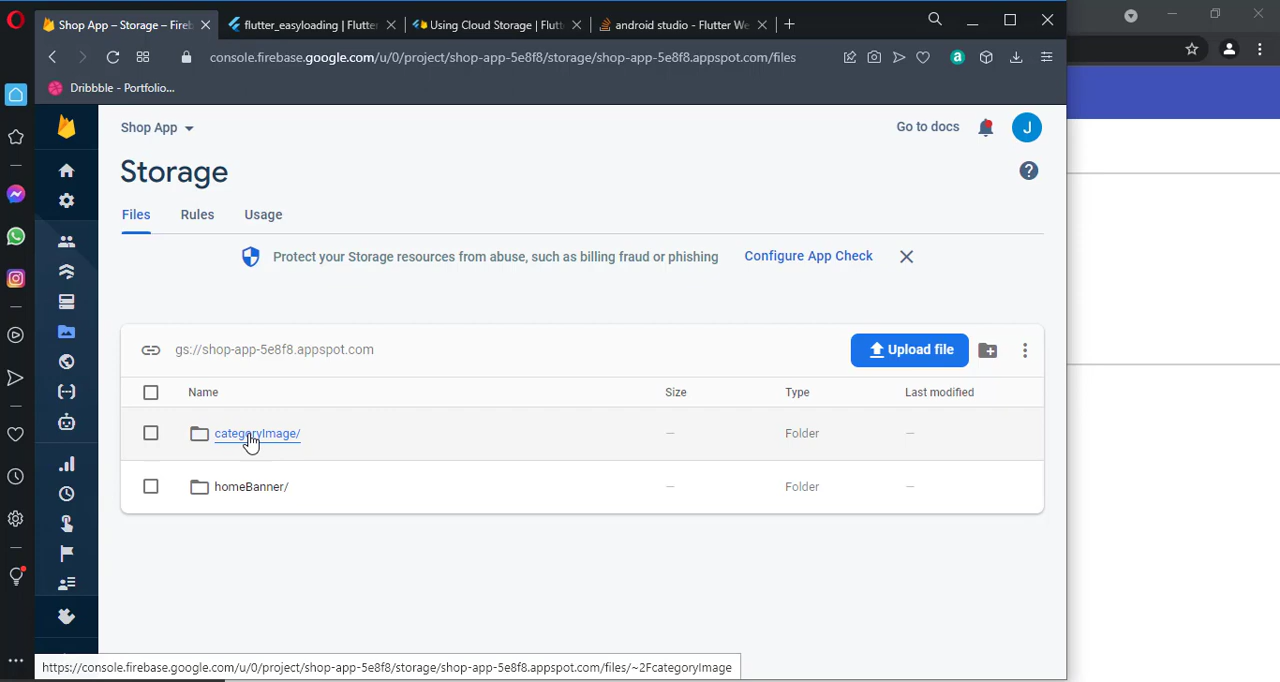 Shop App – Storage – Fireb
flutter_easyloading | Flutter
Using Cloud Storage | Flutt
android studio - Flutter We
console.firebase.google.com/u/0/project/shop-app-5e8f8/storage/shop-app-5e8f8.appspot.com/files
Dribbble - Portfolio...
Shop App
Go to docs
J
Storage
Files
Rules
Usage
Protect your Storage resources from abuse, such as billing fraud or phishing
Configure App Check
gs://shop-app-5e8f8.appspot.com
Upload file
Name
Size
Type
Last modified
categoryImage/
—
Folder
—
homeBanner/
—
Folder
—
https://console.firebase.google.com/u/0/project/shop-app-5e8f8/storage/shop-app-5e8f8.appspot.com/files/~2FcategoryImage